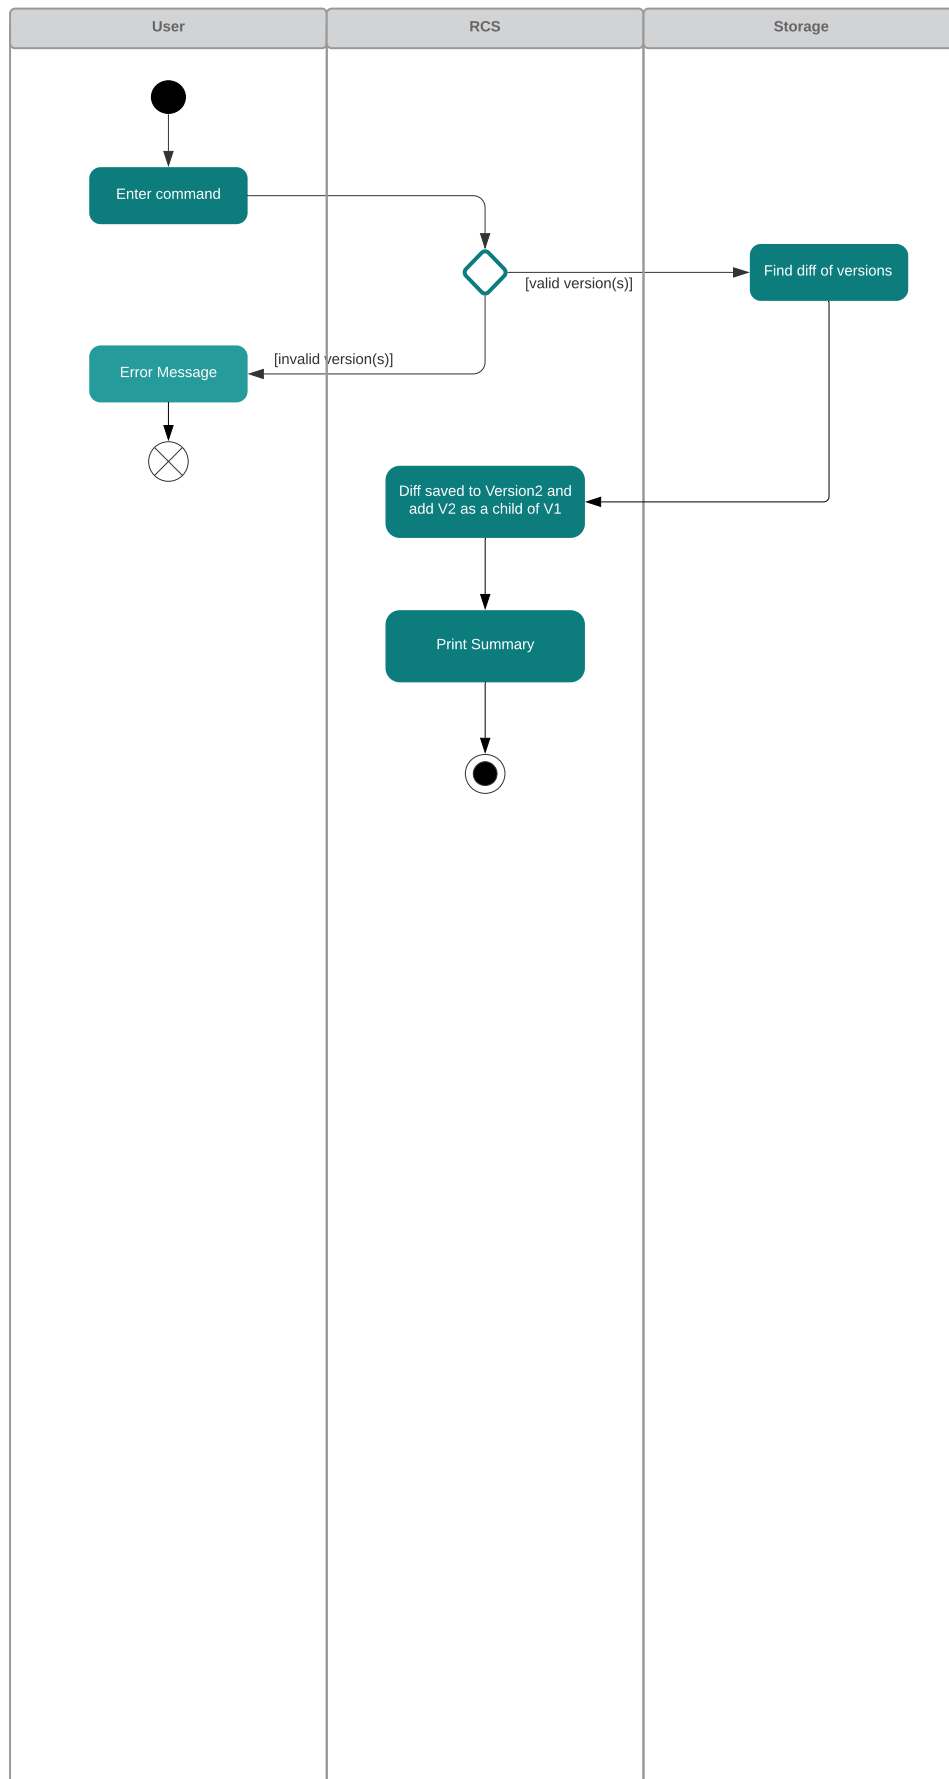 User
RCS
Storage
Enter command
Find diff of versions
[valid version(s)]
[invalid version(s)]
Error Message
Diff saved to Version2 and
add V2 as a child of V1
Print Summary